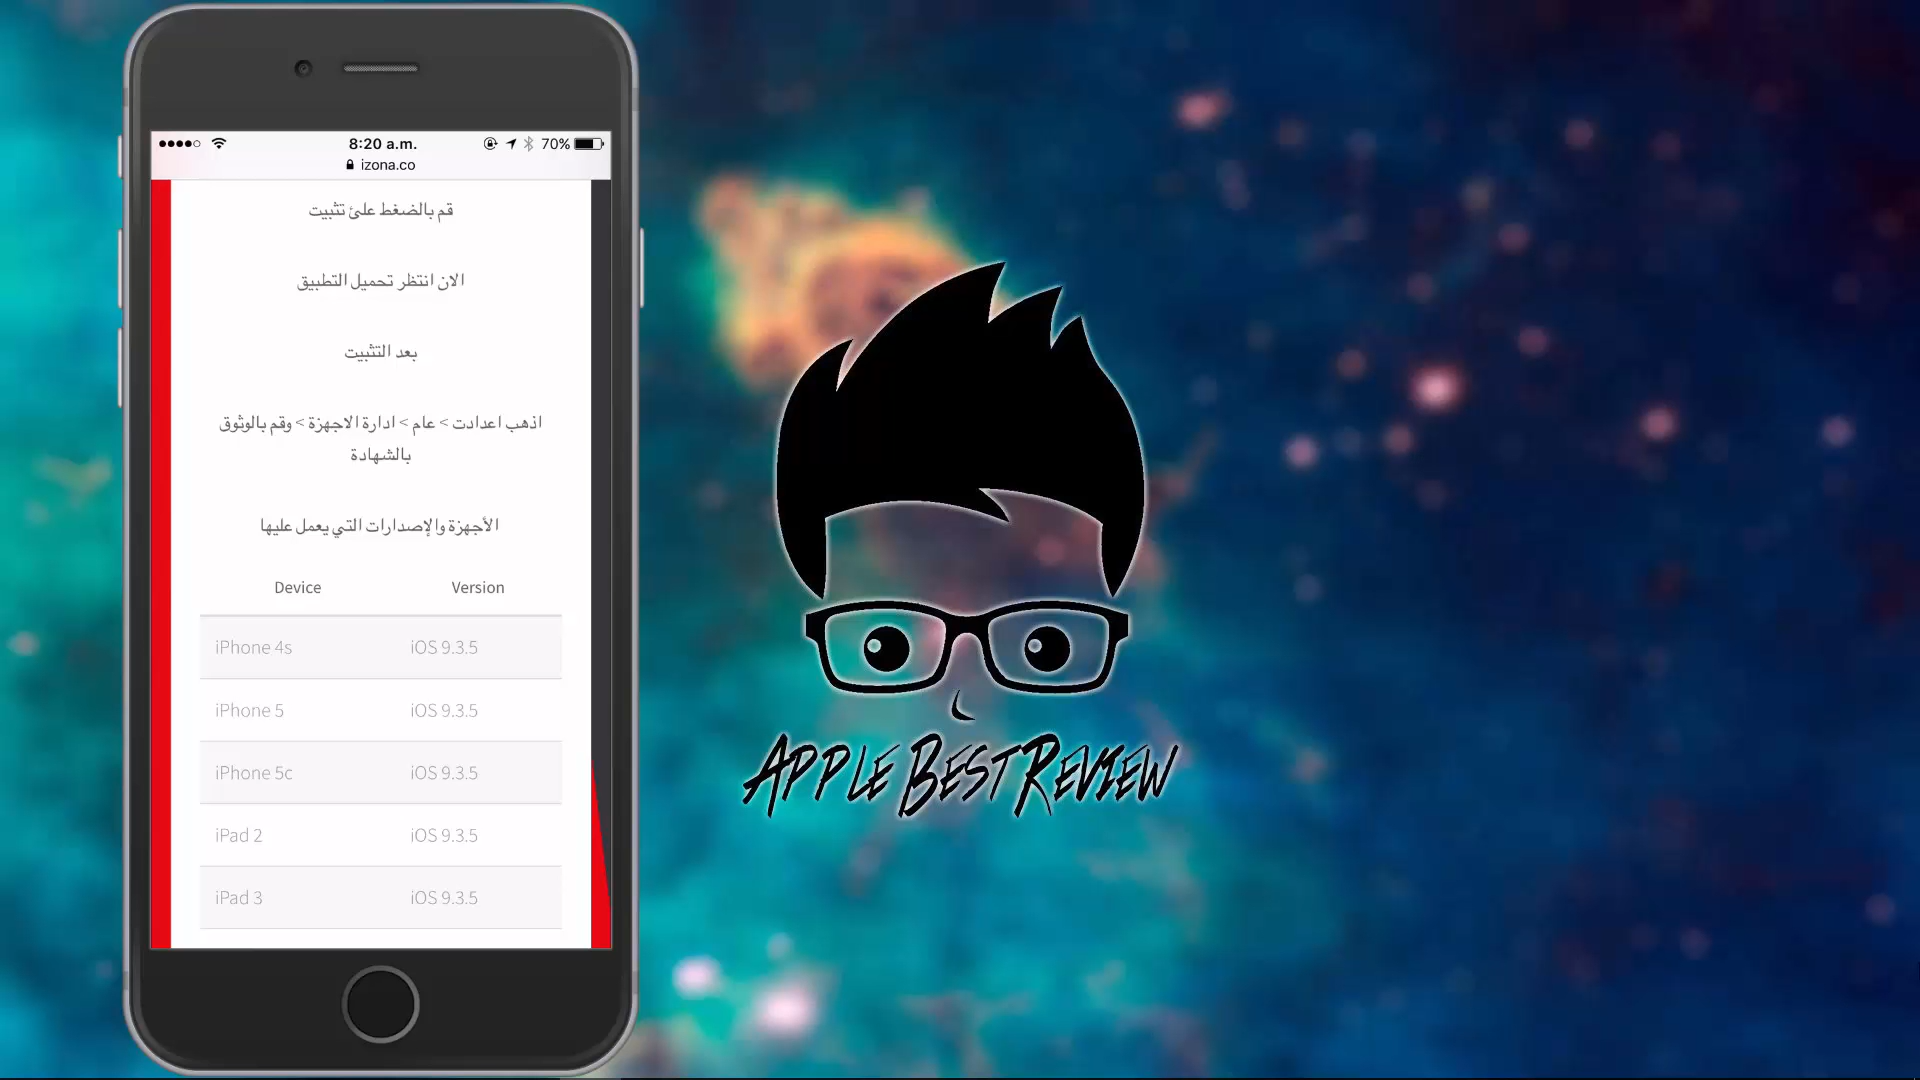 8:20 a.m.
70%
izona.co
قم بالضغط علئ تثبيت
الان انتظر تحميل التطبيق
بعد التثبيت
اذهب اعدادت > عام > ادارة الاجهزة > وقم بالوثوق
بالشهادة
الأجهزة والإصدارات التي يعمل عليها
Device Version
iPhone 4s iOS 9.3.5
iPhone 5 iOS 9.3.5
iPhone 5c iOS 9.3.5
iPad 2 iOS 9.3.5
iPad 3 iOS 9.3.5
APPLE BEST REVIEW